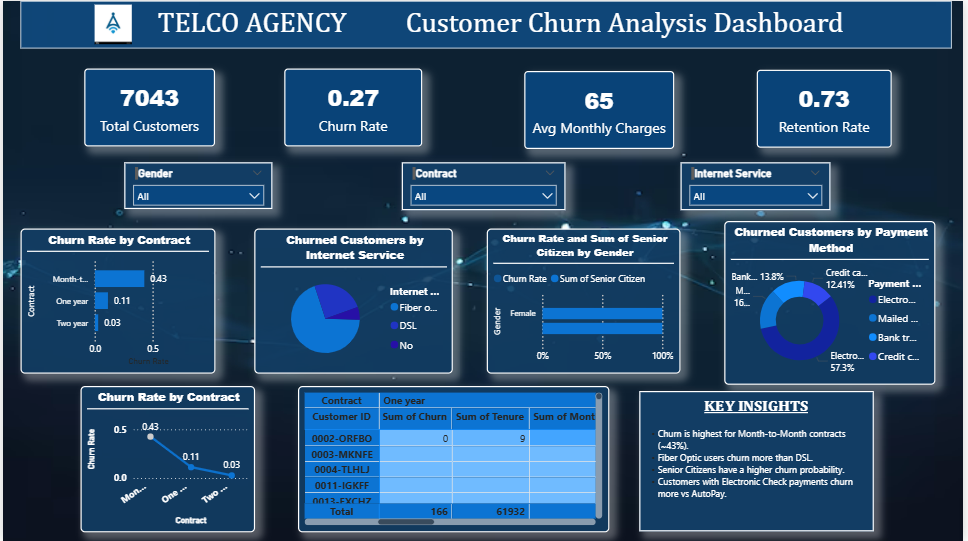 TELCO AGENCY
Customer Churn Analysis Dashboard
7043
Total Customers
0.27
Churn Rate
65
Avg Monthly Charges
0.73
Retention Rate
Gender
All
Contract
All
Internet Service
All
Churn Rate by Contract
Contract
Month-t...
0.43
One year
0.11
Two year
0.03
0.0
0.5
Churned Customers by
Internet Service
Internet ...
Fiber o...
DSL
No
Churn Rate and Sum of Senior
Citizen by Gender
Churn Rate
Sum of Senior Citizen
Gender
Female
0%
50%
100%
Churned Customers by Payment
Method
Bank... 13.8%
M...
16...
Credit ca...
12.41%
Electro...
57.3%
Payment ...
Electro...
Mailed ...
Bank tr...
Credit c...
Churn Rate by Contract
Churn Rate
0.5
0.0
0.43
0.11
0.03
Mon...
One ...
Two ...
Contract
Contract
One year
Customer ID
Sum of Churn
Sum of Tenure
Sum of Mont
0002-ORFBO
0
9
0003-MKNFE
0004-TLHLJ
0011-IGKFF
0013-EXCHZ
Total
166
61932
KEY INSIGHTS
Churn is highest for Month-to-Month contracts
(~43%).
Fiber Optic users churn more than DSL.
Senior Citizens have a higher churn probability.
Customers with Electronic Check payments churn
more vs AutoPay.